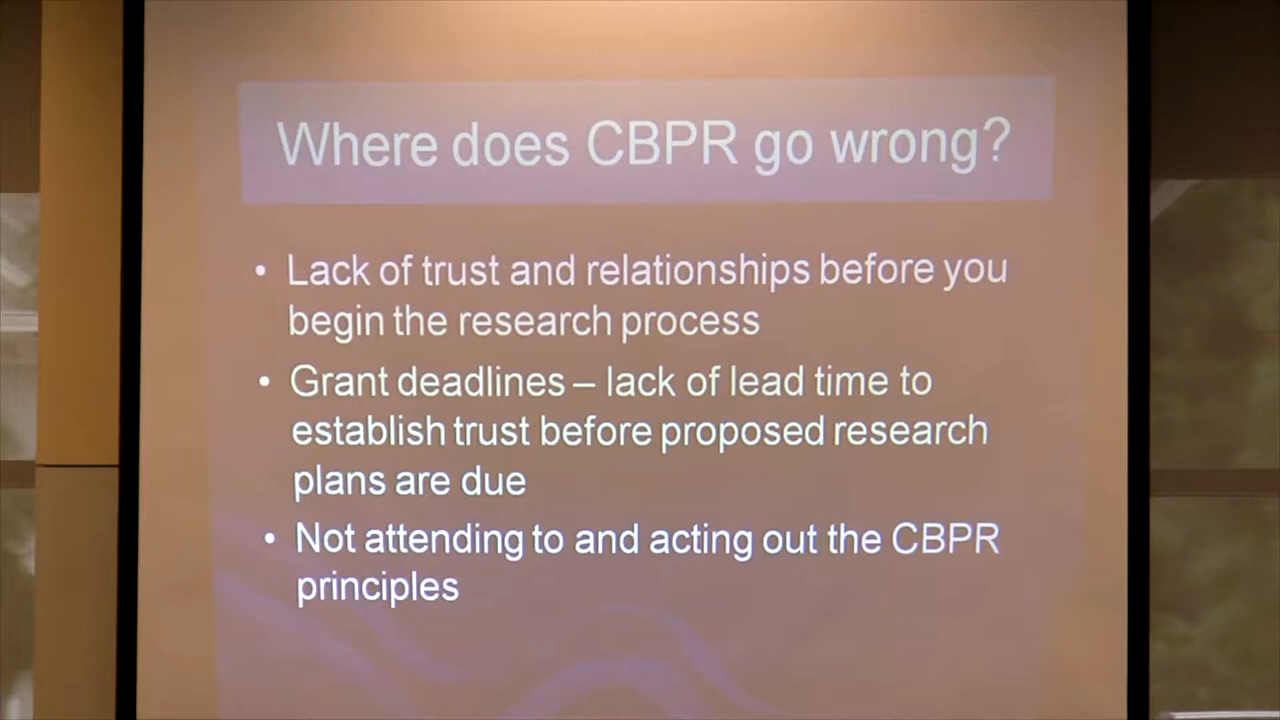 Where does CBPR go wrong?
• Lack of trust and relationships before you
begin the research process
• Grant deadlines – lack of lead time to
establish trust before proposed research
plans are due
• Not attending to and acting out the CBPR
principles